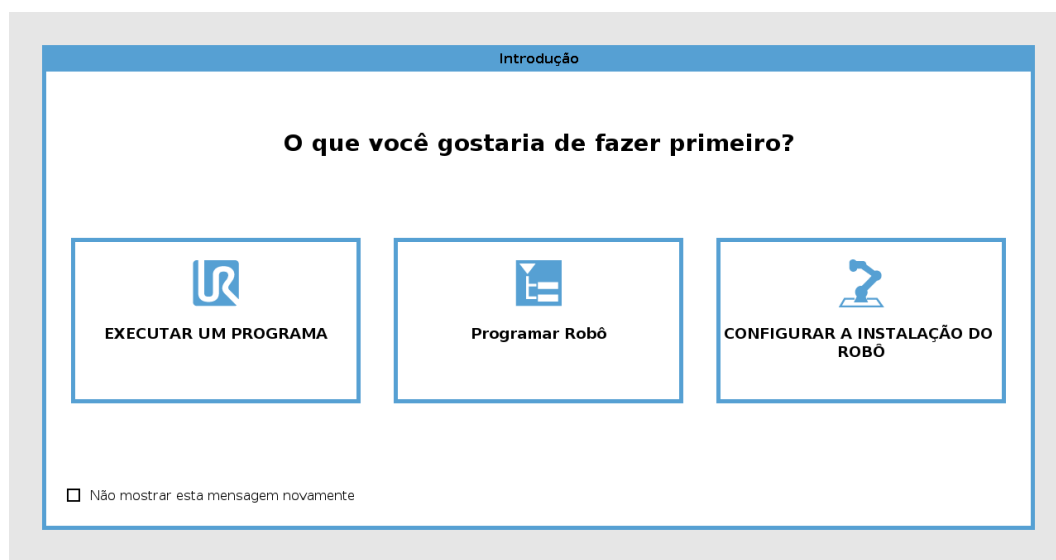 Introdução
O que você gostaria de fazer primeiro?
EXECUTAR UM PROGRAMA
Programar Robô
CONFIGURAR A INSTALAÇÃO DO
ROBÔ
Não mostrar esta mensagem novamente